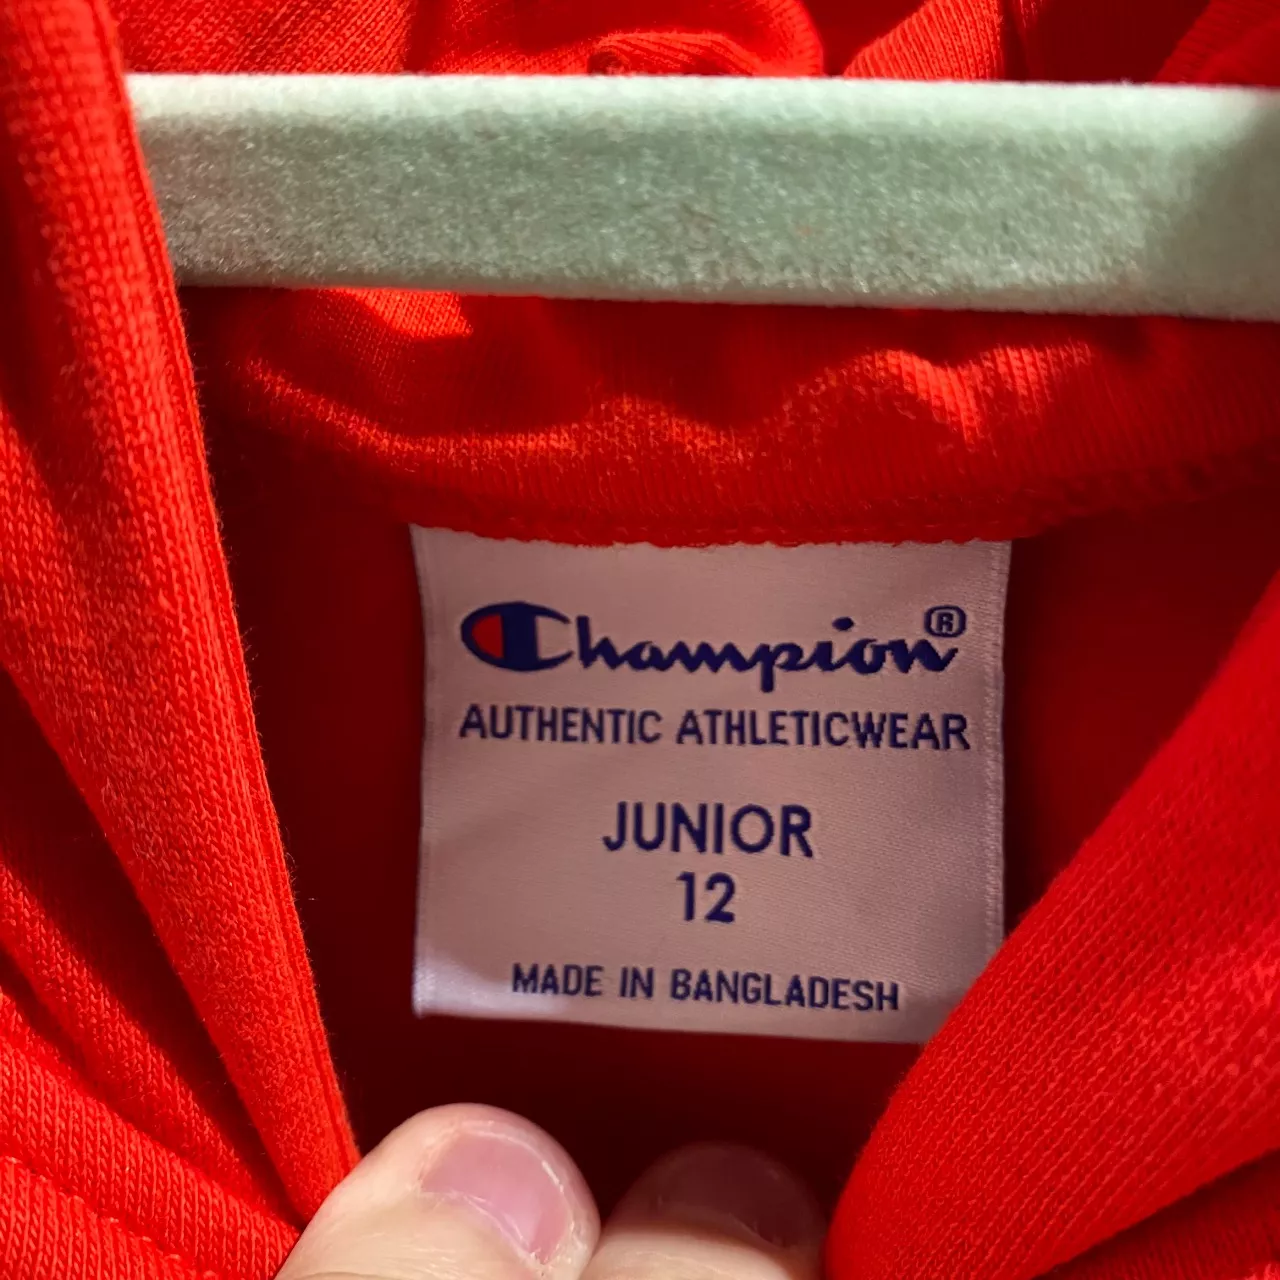 Champion®
AUTHENTIC ATHLETICWEAR
JUNIOR
12
MADE IN BANGLADESH